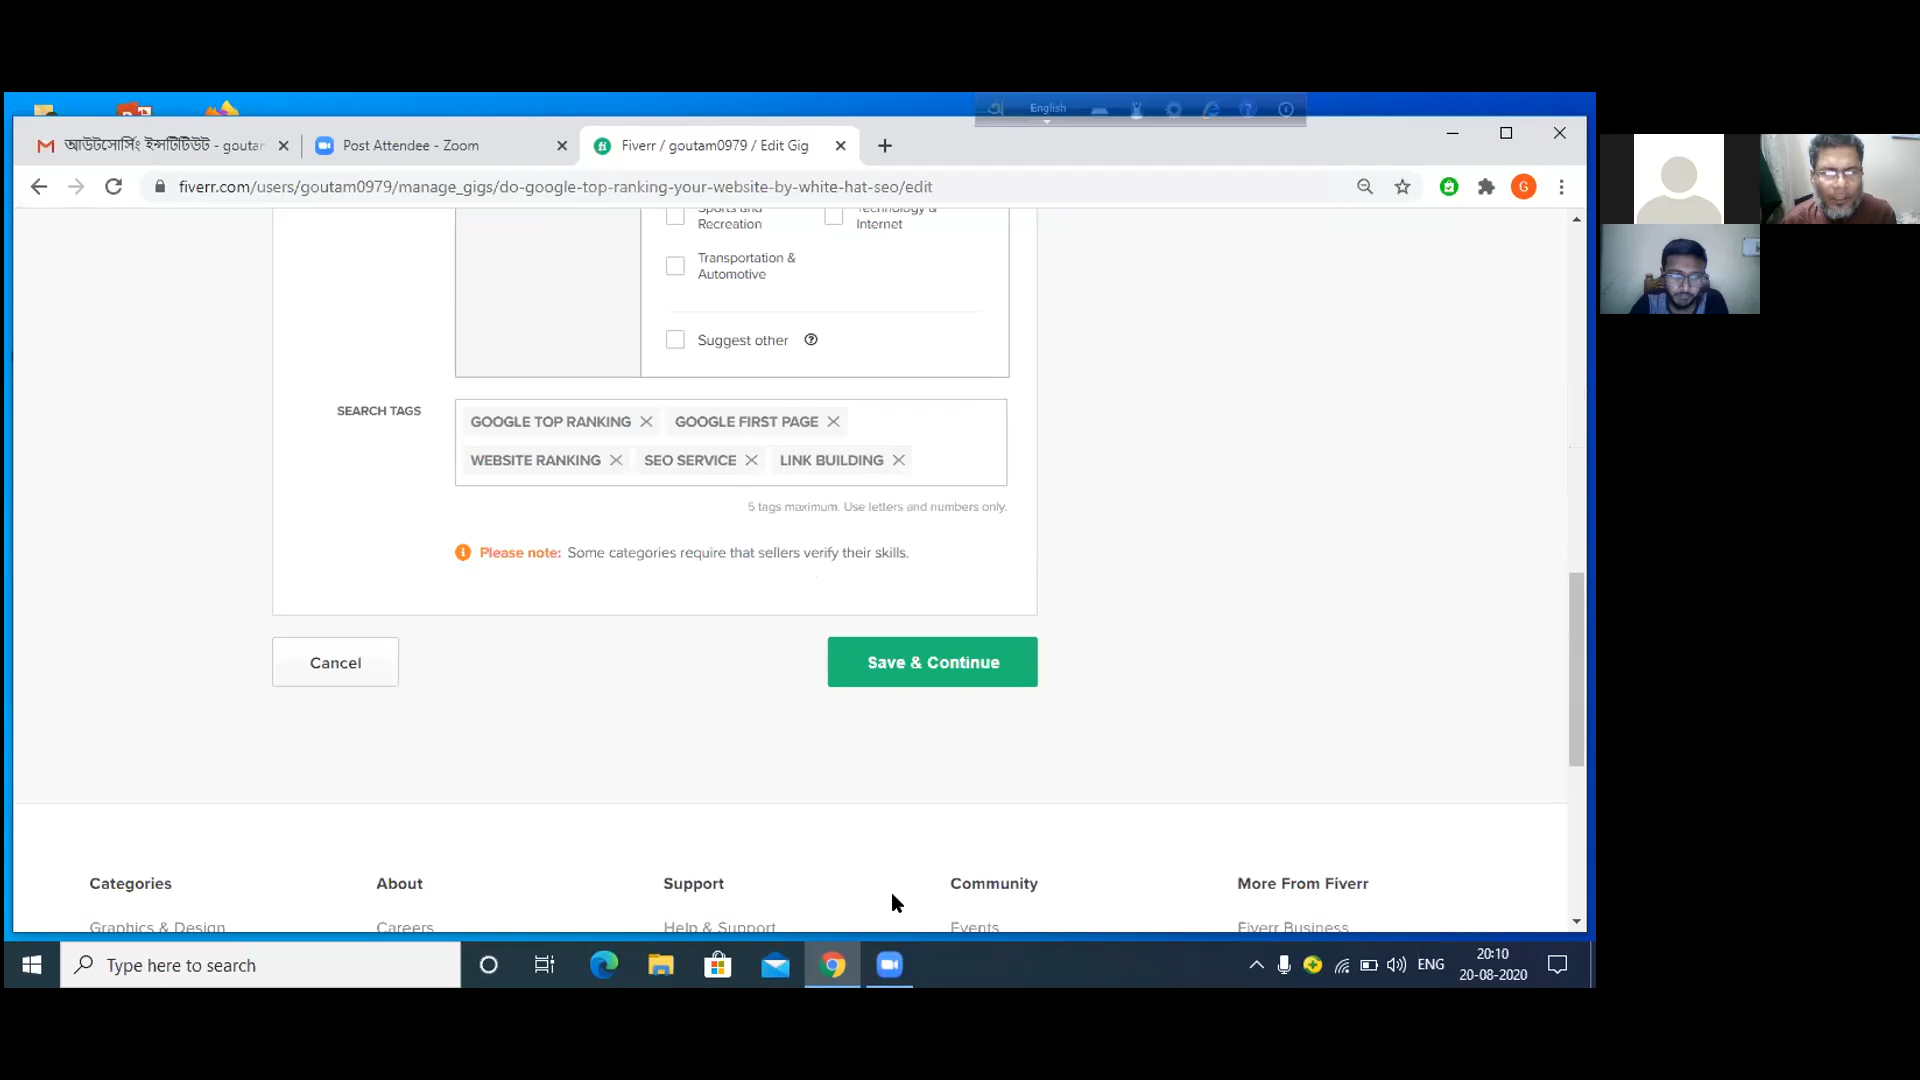 English
আউটসোর্সিং ইন্সটিটিউট - goutar
Post Attendee - Zoom
Fiverr / goutam0979 / Edit Gig
fiverr.com/users/goutam0979/manage_gigs/do-google-top-ranking-your-website-by-white-hat-seo/edit
G
Sports and
Recreation
Technology &
Internet
Transportation &
Automotive
Suggest other
SEARCH TAGS
GOOGLE TOP RANKING
GOOGLE FIRST PAGE
WEBSITE RANKING
SEO SERVICE
LINK BUILDING
5 tags maximum. Use letters and numbers only.
Please note: Some categories require that sellers verify their skills.
Cancel
Save & Continue
Categories
About
Support
Community
More From Fiverr
Graphics & Design
Careers
Help & Support
Events
Fiverr Business
Type here to search
ENG
20:10
20-08-2020